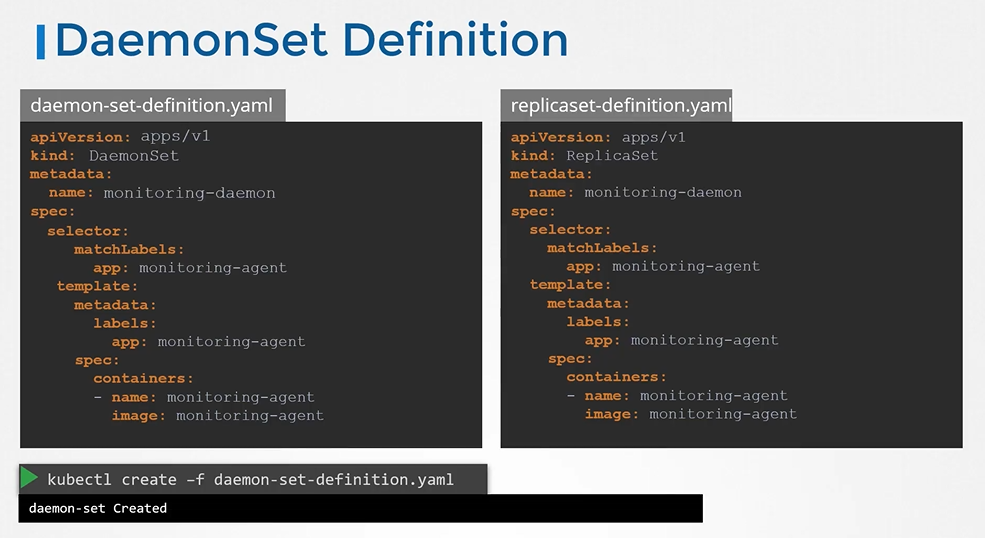 DaemonSet Definition
daemon-set-definition.yaml
apiVersion: apps/v1
kind: DaemonSet
metadata:
  name: monitoring-daemon
spec:
  selector:
     matchLabels:
       app: monitoring-agent
   template:
     metadata:
       labels:
         app: monitoring-agent
     spec:
       containers:
       - name: monitoring-agent
         image: monitoring-agent
replicaset-definition.yaml
apiVersion: apps/v1
kind: ReplicaSet
metadata:
  name: monitoring-daemon
spec:
  selector:
    matchLabels:
      app: monitoring-agent
  template:
    metadata:
      labels:
        app: monitoring-agent
    spec:
      containers:
      - name: monitoring-agent
        image: monitoring-agent
kubectl create –f daemon-set-definition.yaml
daemon-set Created